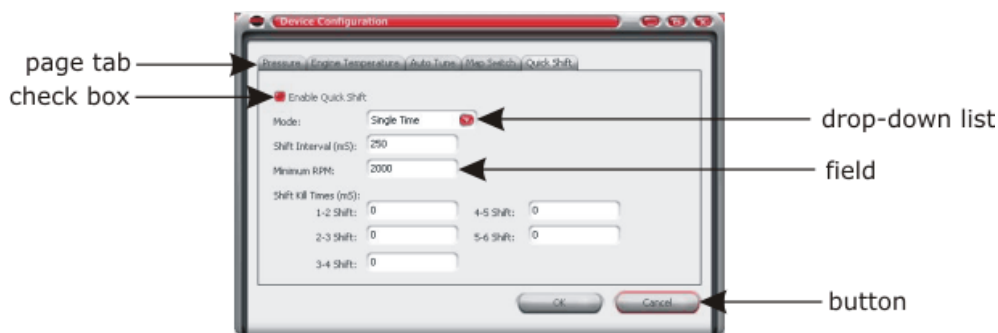 Device Configuration
page tab
Pressure Engine Temperature Auto Tune Map Switch Quick Shift
check box
Enable Quick Shift
Mode: Single Time
drop-down list
Shift Interval (mS): 250
Minimum RPM: 2000
field
Shift Kill Times (mS):
1-2 Shift: 0 4-5 Shift: 0
2-3 Shift: 0 5-6 Shift: 0
3-4 Shift: 0
OK Cancel
button